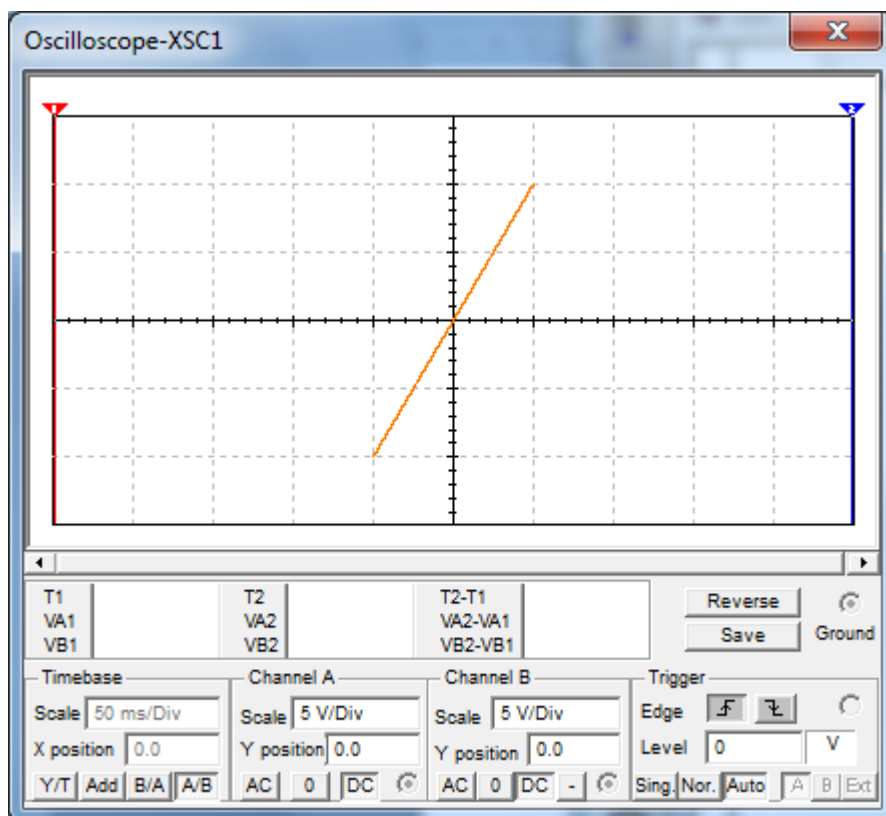 Oscilloscope-XSC1
1 2
T1 T2 T2-T1
VA1 VA2 VA2-VA1
VB1 VB2 VB2-VB1
Reverse
Save
Ground
Timebase Channel A Channel B Trigger
Scale 50 ms/Div Scale 5 V/Div Scale 5 V/Div Edge
X position 0.0 Y position 0.0 Y position 0.0 Level 0 V
Y/T Add B/A A/B AC 0 DC AC 0 DC - Sing. Nor. Auto A B Ext